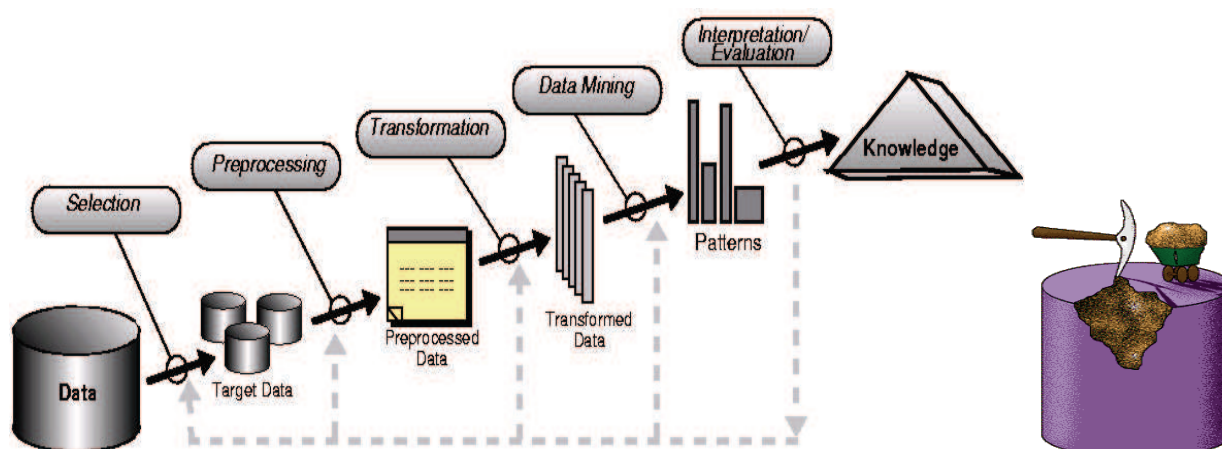 Interpretation/
Evaluation
Data Mining
Transformation
Preprocessing
Selection
Knowledge
Patterns
Transformed
Data
Preprocessed
Data
Target Data
Data